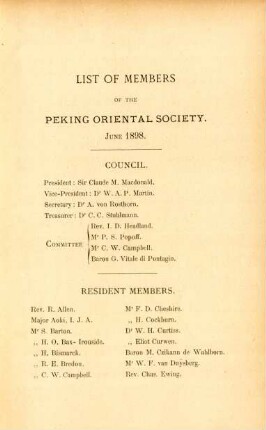 LIST OF MEMBERS
OF THE
PEKING ORIENTAL SOCIETY.
JUNE 1898.
COUNCIL.
President : Sir Claude M. Macdonald,
Vice-President : Dr W. A. P. Martin.
Secretary : Dr A. von Rosthorn.
Treasurer : Dr C. C. Stuhlmann.
COMMITTEE
Rev. I. D. Headland.
Mr P. S. Popoff.
Mr C. W. Campbell.
Baron G. Vitale di Pontagio.
RESIDENT MEMBERS.
Rev. R. Allen.
Major Aoki, I. J. A.
Mr S. Barton.
„ H. O. Bax- Ironside.
„ H. Bismarck.
„ R. E. Bredon.
„ C. W. Campbell.
Mr F. D. Cheshire.
„ H. Cockburn.
Dr W. H. Curtiss.
„ Eliot Curwen.
Baron M. Czikann de Wahlborn.
Mr W. F. van Duijsberg.
Rev. Chas. Ewing.